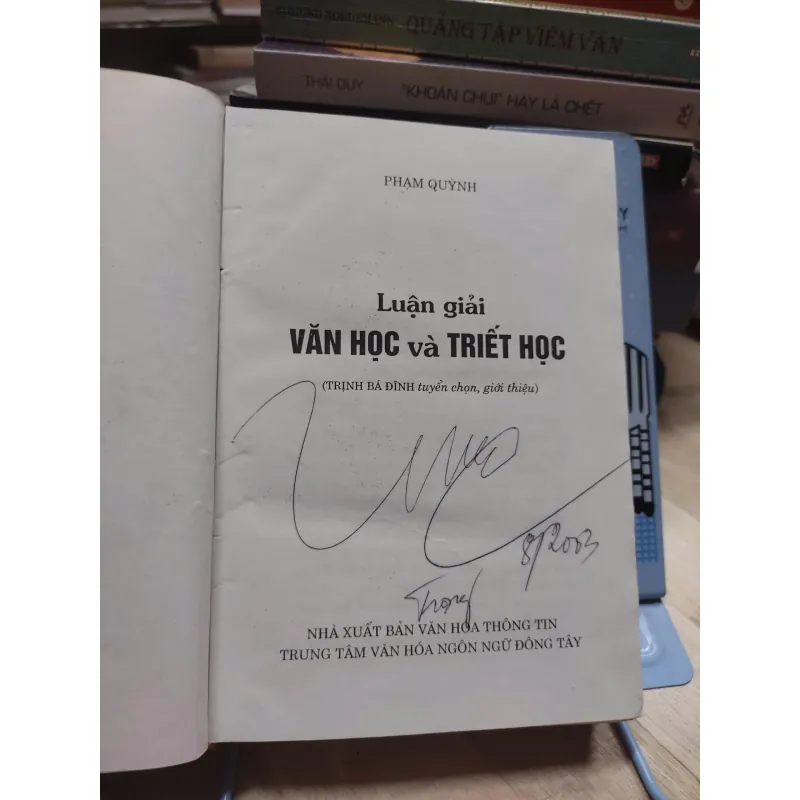 QUẢNG TẬP VIÊM VĂN
THÁI DUY "KHOÁN CHUI" HAY LÀ CHẾT
PHẠM QUỲNH
Luận giải
VĂN HỌC và TRIẾT HỌC
(TRỊNH BÁ ĐĨNH tuyển chọn, giới thiệu)
8/2003
Trọng
NHÀ XUẤT BẢN VĂN HÓA THÔNG TIN
TRUNG TÂM VĂN HÓA NGÔN NGỮ ĐÔNG TÂY